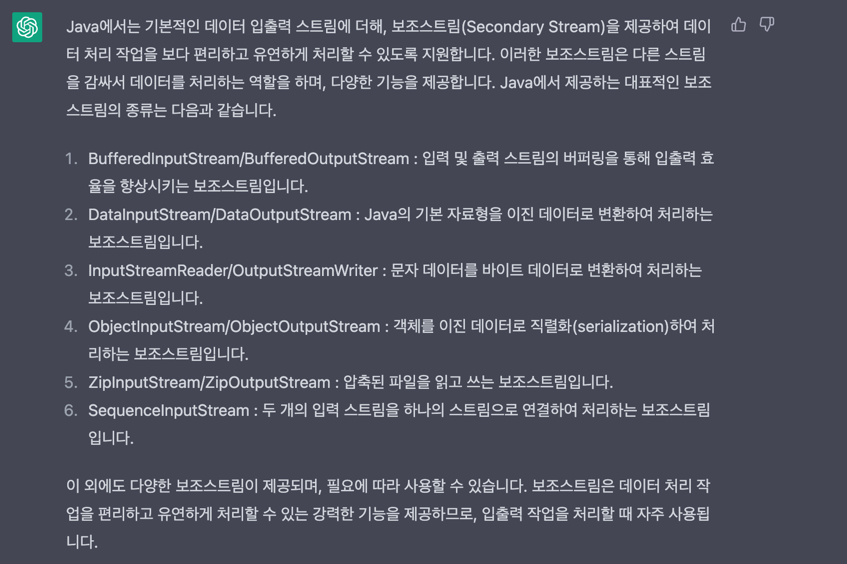 Java에서는 기본적인 데이터 입출력 스트림에 더해, 보조스트림(Secondary Stream)을 제공하여 데이
터 처리 작업을 보다 편리하고 유연하게 처리할 수 있도록 지원합니다. 이러한 보조스트림은 다른 스트림
을 감싸서 데이터를 처리하는 역할을 하며, 다양한 기능을 제공합니다. Java에서 제공하는 대표적인 보조
스트림의 종류는 다음과 같습니다.
1. BufferedInputStream/BufferedOutputStream : 입력 및 출력 스트림의 버퍼링을 통해 입출력 효
율을 향상시키는 보조스트림입니다.
2. DataInputStream/DataOutputStream : Java의 기본 자료형을 이진 데이터로 변환하여 처리하는
보조스트림입니다.
3. InputStreamReader/OutputStreamWriter : 문자 데이터를 바이트 데이터로 변환하여 처리하는
보조스트림입니다.
4. ObjectInputStream/ObjectOutputStream : 객체를 이진 데이터로 직렬화(serialization)하여 처
리하는 보조스트림입니다.
5. ZipInputStream/ZipOutputStream : 압축된 파일을 읽고 쓰는 보조스트림입니다.
6. SequenceInputStream : 두 개의 입력 스트림을 하나의 스트림으로 연결하여 처리하는 보조스트림
입니다.
이 외에도 다양한 보조스트림이 제공되며, 필요에 따라 사용할 수 있습니다. 보조스트림은 데이터 처리 작
업을 편리하고 유연하게 처리할 수 있는 강력한 기능을 제공하므로, 입출력 작업을 처리할 때 자주 사용됩
니다.